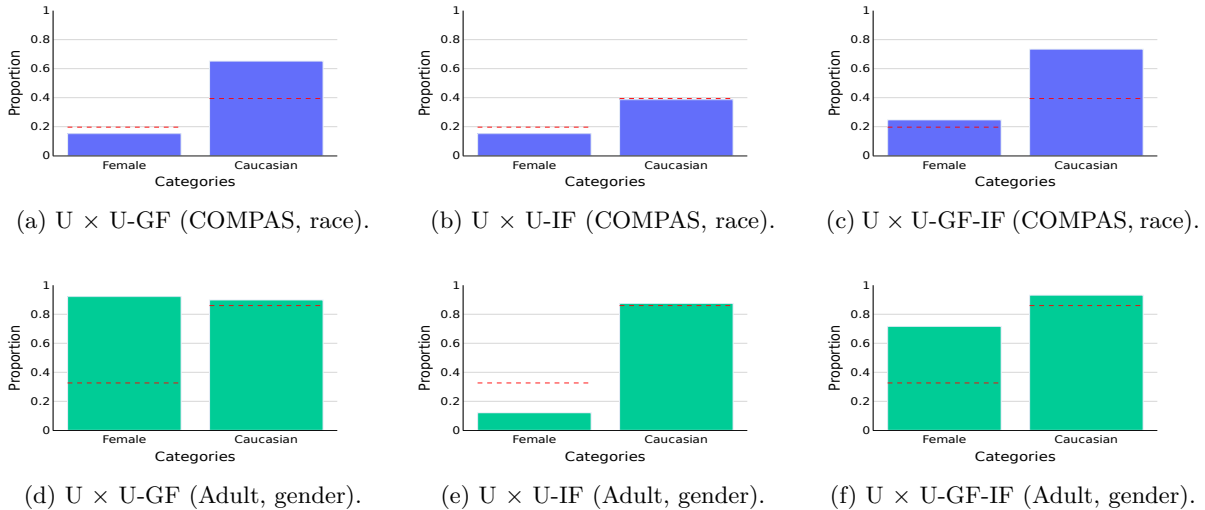 1
0.8
0.6
0.4
0.2
0
Proportion
Female
Caucasian
Categories
(a) U × U-GF (COMPAS, race).
1
0.8
0.6
0.4
0.2
0
Proportion
Female
Caucasian
Categories
(b) U × U-IF (COMPAS, race).
1
0.8
0.6
0.4
0.2
0
Proportion
Female
Caucasian
Categories
(c) U × U-GF-IF (COMPAS, race).
1
0.8
0.6
0.4
0.2
0
Proportion
Female
Caucasian
Categories
(d) U × U-GF (Adult, gender).
1
0.8
0.6
0.4
0.2
0
Proportion
Female
Caucasian
Categories
(e) U × U-IF (Adult, gender).
1
0.8
0.6
0.4
0.2
0
Proportion
Female
Caucasian
Categories
(f) U × U-GF-IF (Adult, gender).